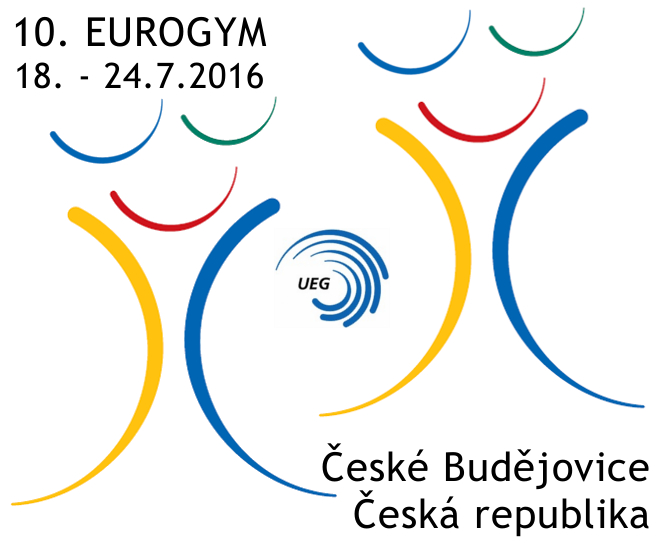 10. EUROGYM
18. - 24.7.2016
UEG
České Budějovice
Česká republika